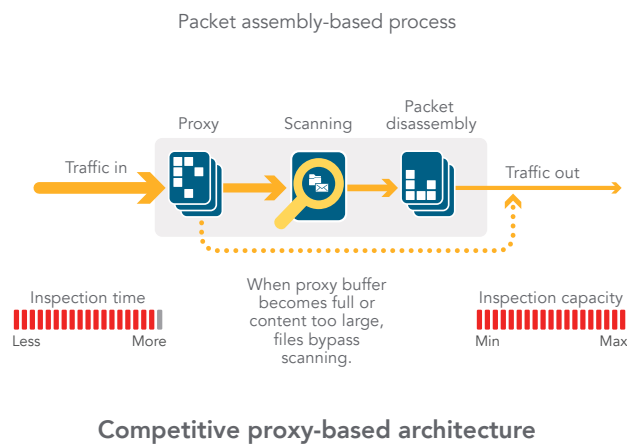 Packet assembly-based process
Packet
Proxy Scanning disassembly
Traffic in
Traffic out
When proxy buffer
becomes full or
content too large,
files bypass
scanning.
Inspection time
Less More
Inspection capacity
Min Max
Competitive proxy-based architecture